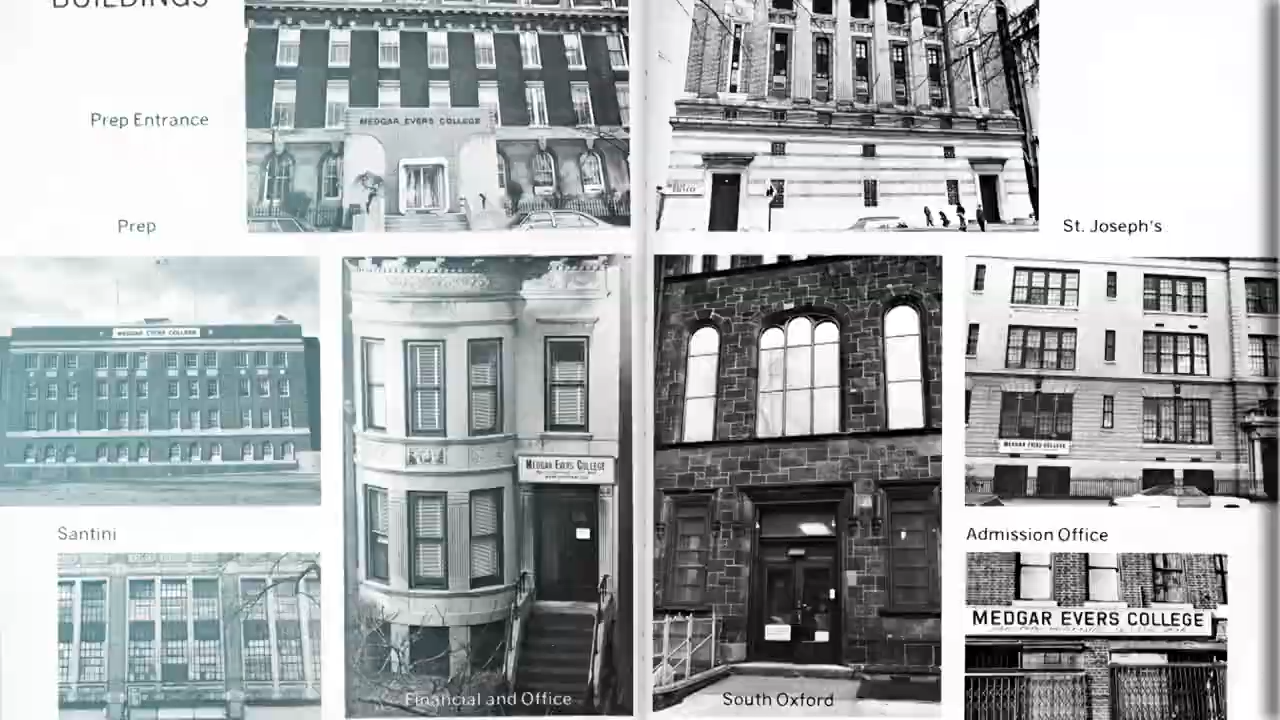 BUILDINGS
Prep Entrance
MEDGAR EVERS COLLEGE
Prep
St. Joseph's
MEDGAR EVERS COLLEGE
MEDGAR EVERS COLLEGE
MEDGAR EVERS COLLEGE
Santini
Admission Office
MEDGAR EVERS COLLEGE
Financial and Office
South Oxford